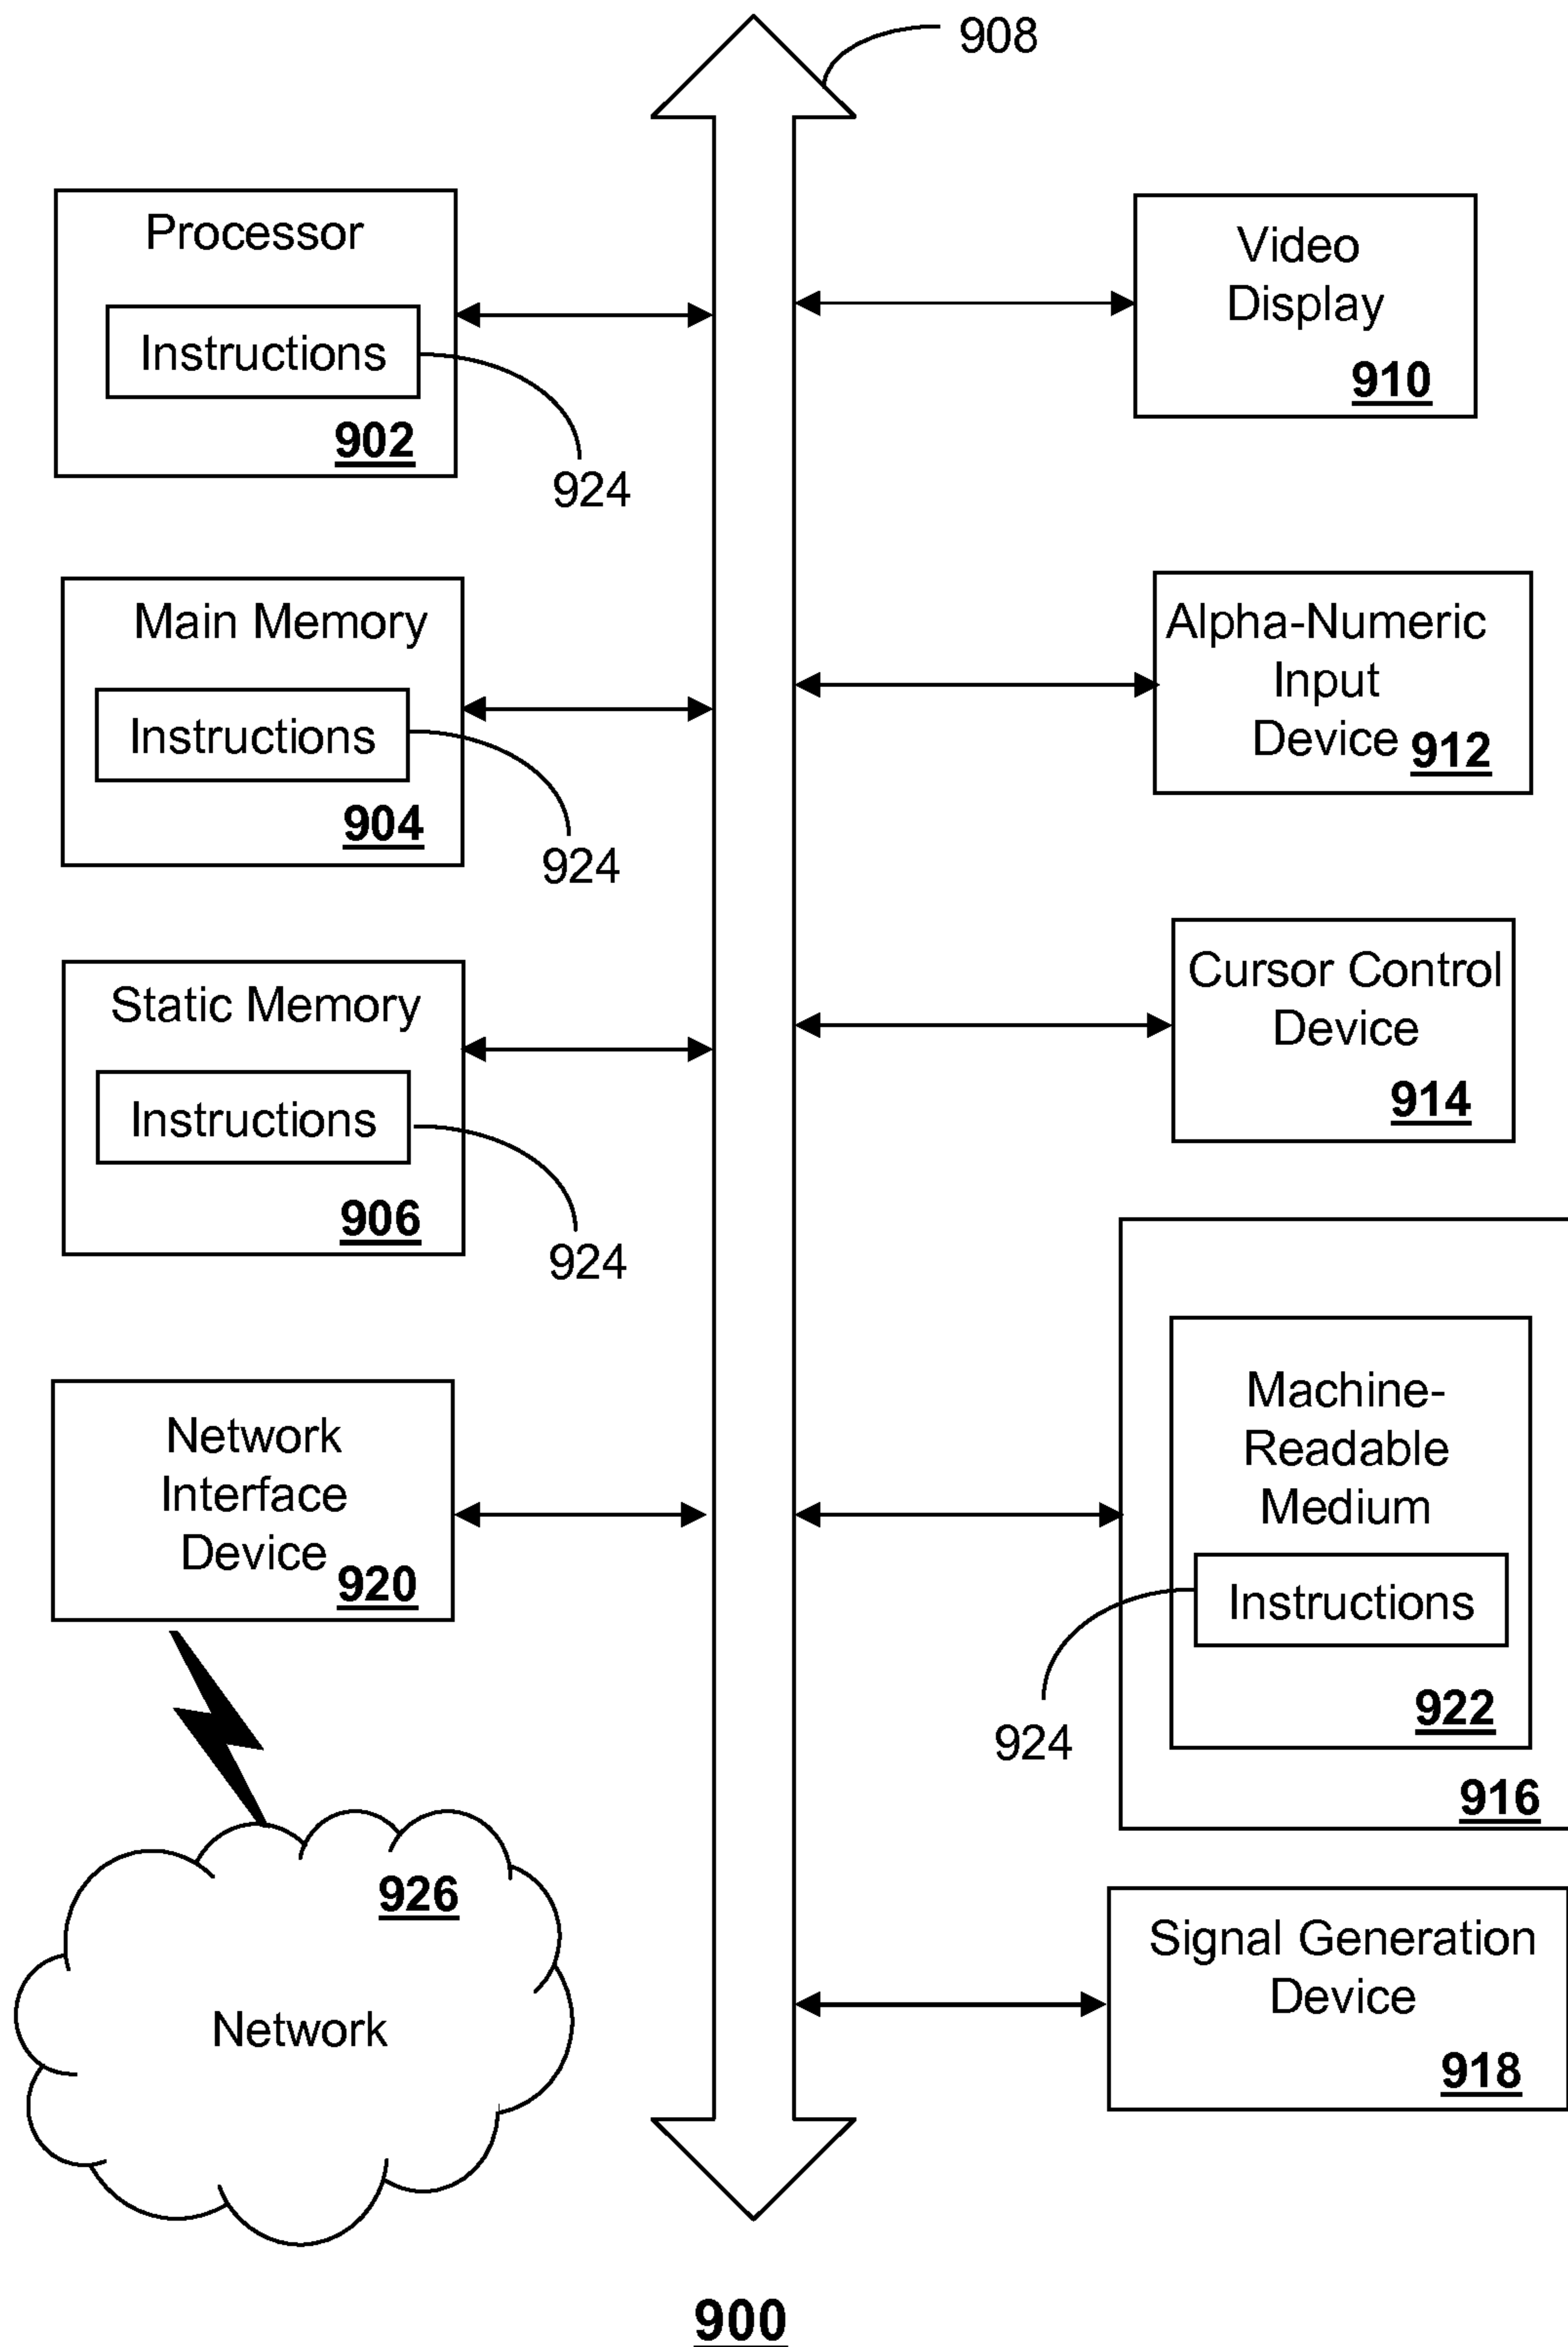 908
Processor
Instructions
902
924
Main Memory
Instructions
904
924
Static Memory
Instructions
906
924
Network
Interface
Device
920
926
Network
Video
Display
910
Alpha-Numeric
Input
Device 912
Cursor Control
Device
914
Machine-
Readable
Medium
Instructions
922
924
916
Signal Generation
Device
918
900